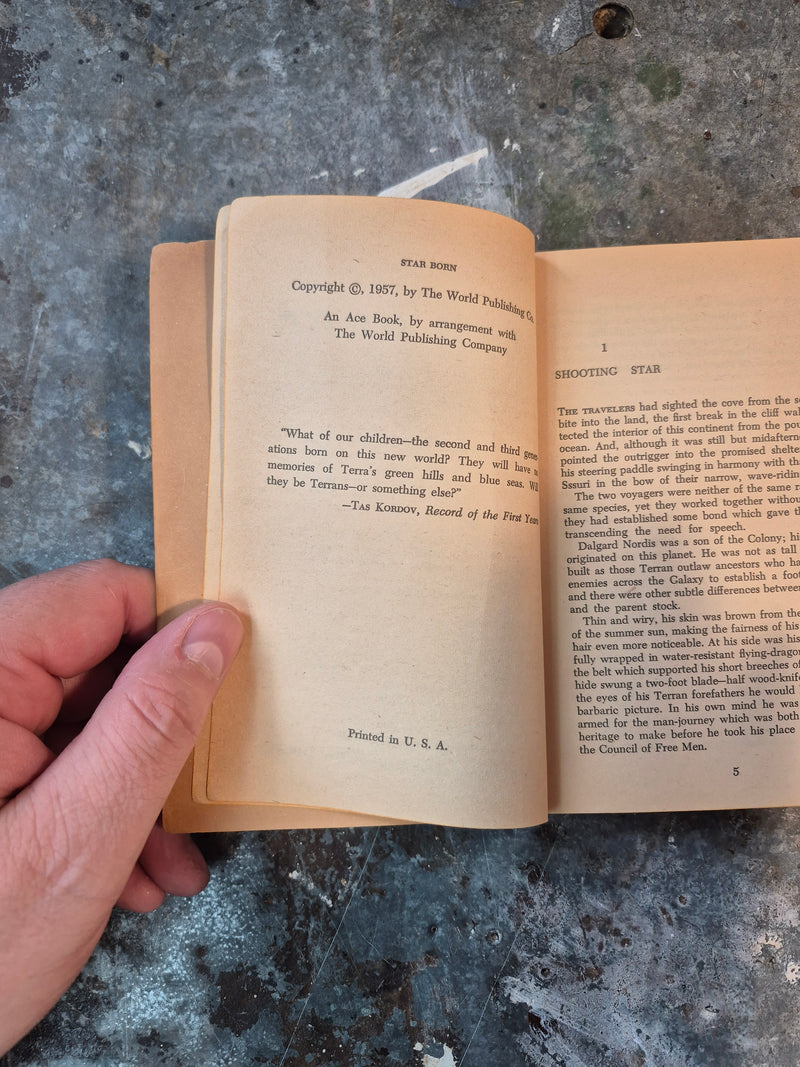 STAR BORN
Copyright ©, 1957, by The World Publishing Co.
An Ace Book, by arrangement with
The World Publishing Company
"What of our children—the second and third gene
ations born on this new world? They will have n
memories of Terra's green hills and blue seas. Wil
they be Terrans—or something else?"
—TAS KORDOV, Record of the First Years
Printed in U. S. A.
1
SHOOTING STAR
THE TRAVELERS had sighted the cove from the se
bite into the land, the first break in the cliff wal
tected the interior of this continent from the pou
ocean. And, although it was still but midafterno
pointed the outrigger into the promised shelte
his steering paddle swinging in harmony with tha
Sssuri in the bow of their narrow, wave-riding
The two voyagers were neither of the same r
same species, yet they worked together withou
they had established some bond which gave th
transcending the need for speech.
Dalgard Nordis was a son of the Colony; his
originated on this planet. He was not as tall
built as those Terran outlaw ancestors who ha
enemies across the Galaxy to establish a foot
and there were other subtle differences between
and the parent stock.
Thin and wiry, his skin was brown from the
of the summer sun, making the fairness of his
hair even more noticeable. At his side was his
fully wrapped in water-resistant flying-dragon
the belt which supported his short breeches of
hide swung a two-foot blade—half wood-knife
the eyes of his Terran forefathers he would
barbaric picture. In his own mind he was
armed for the man-journey which was both
heritage to make before he took his place
the Council of Free Men.
5